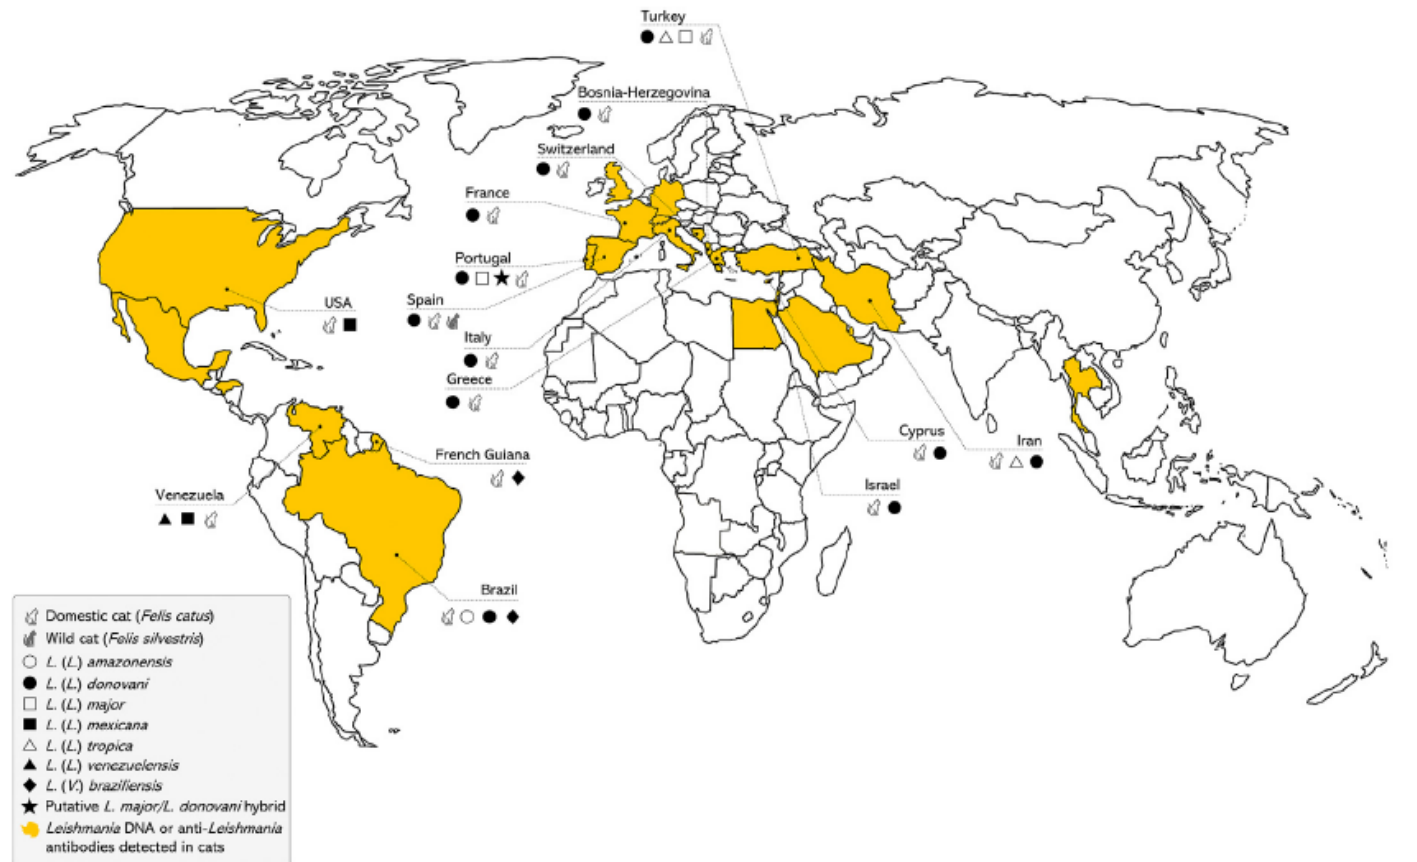 Turkey
Bosnia-Herzegovina
Switzerland
France
Portugal
Spain
Italy
Greece
USA
French Guiana
Venezuela
Brazil
Cyprus
Iran
Israel
Domestic cat (Felis catus)
Wild cat (Felis silvestris)
L. (L.) amazonensis
L. (L.) donovani
L. (L.) major
L. (L.) mexicana
L. (L.) tropica
L. (L.) venezuelensis
L. (V.) braziliensis
Putative L. major/L. donovani hybrid
Leishmania DNA or anti-Leishmania
antibodies detected in cats